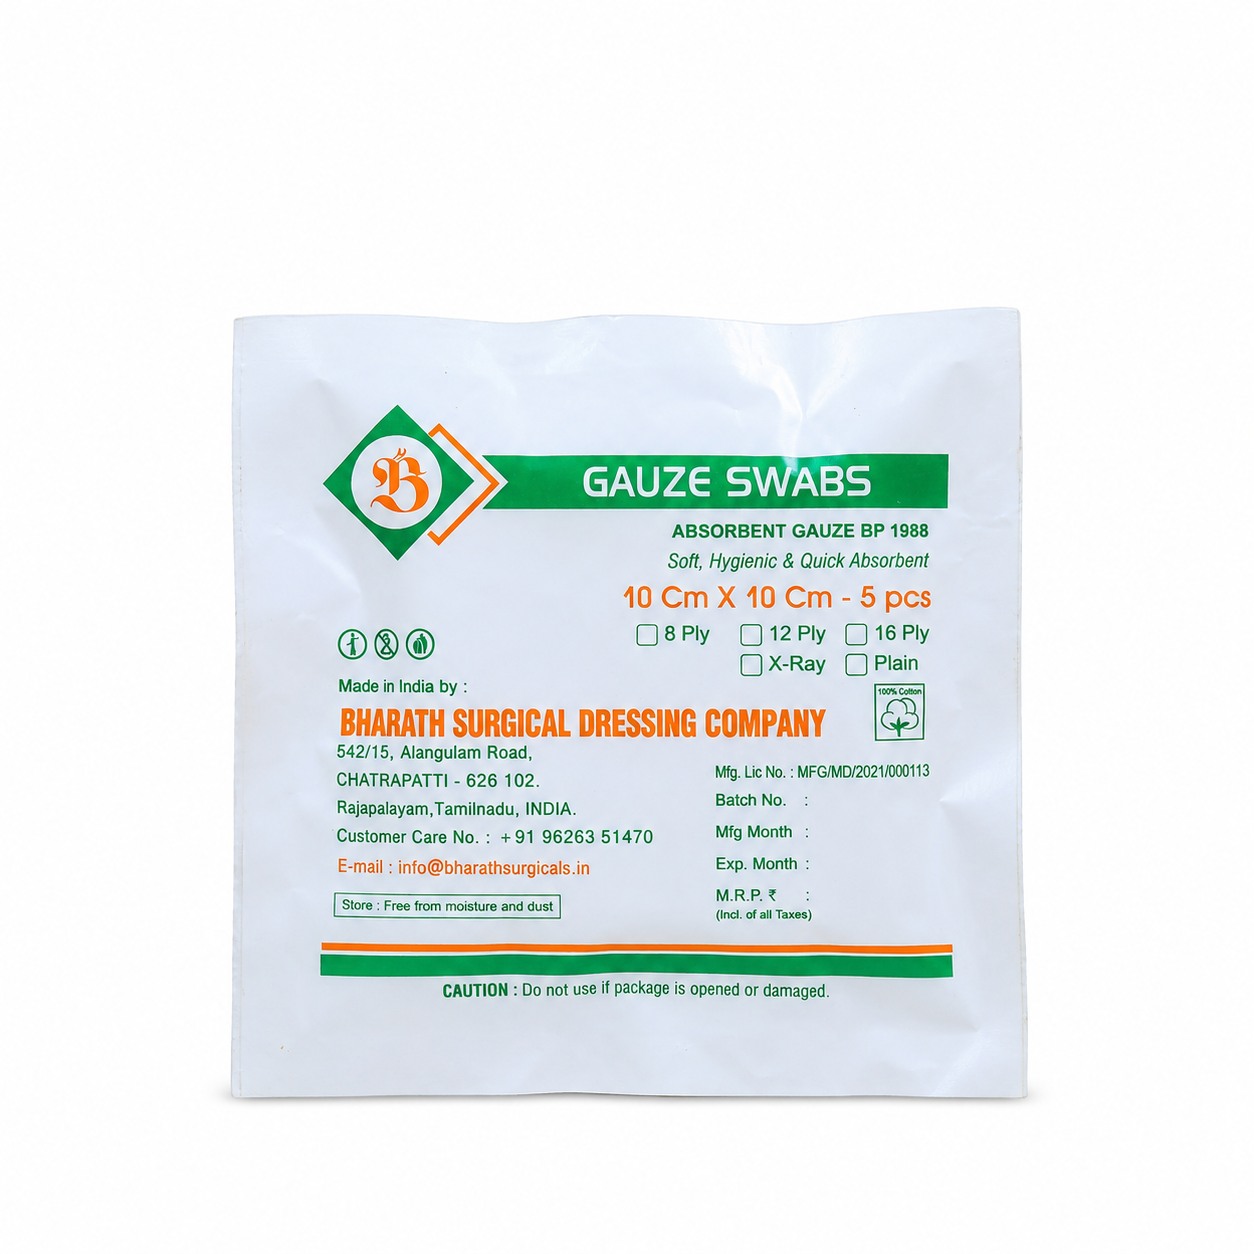 B
GAUZE SWABS
ABSORBENT GAUZE BP 1988
Soft, Hygienic & Quick Absorbent
10 Cm X 10 Cm - 5 pcs
8 Ply 12 Ply 16 Ply
X-Ray Plain
100% Cotton
Made in India by :
BHARATH SURGICAL DRESSING COMPANY
542/15, Alangulam Road,
CHATRAPATTI - 626 102.
Rajapalayam,Tamilnadu, INDIA.
Customer Care No. : +91 96263 51470
E-mail : info@bharathsurgicals.in
Store : Free from moisture and dust
Mfg. Lic No. : MFG/MD/2021/000113
Batch No. :
Mfg Month :
Exp. Month :
M.R.P. ₹ :
(Incl. of all Taxes)
CAUTION : Do not use if package is opened or damaged.